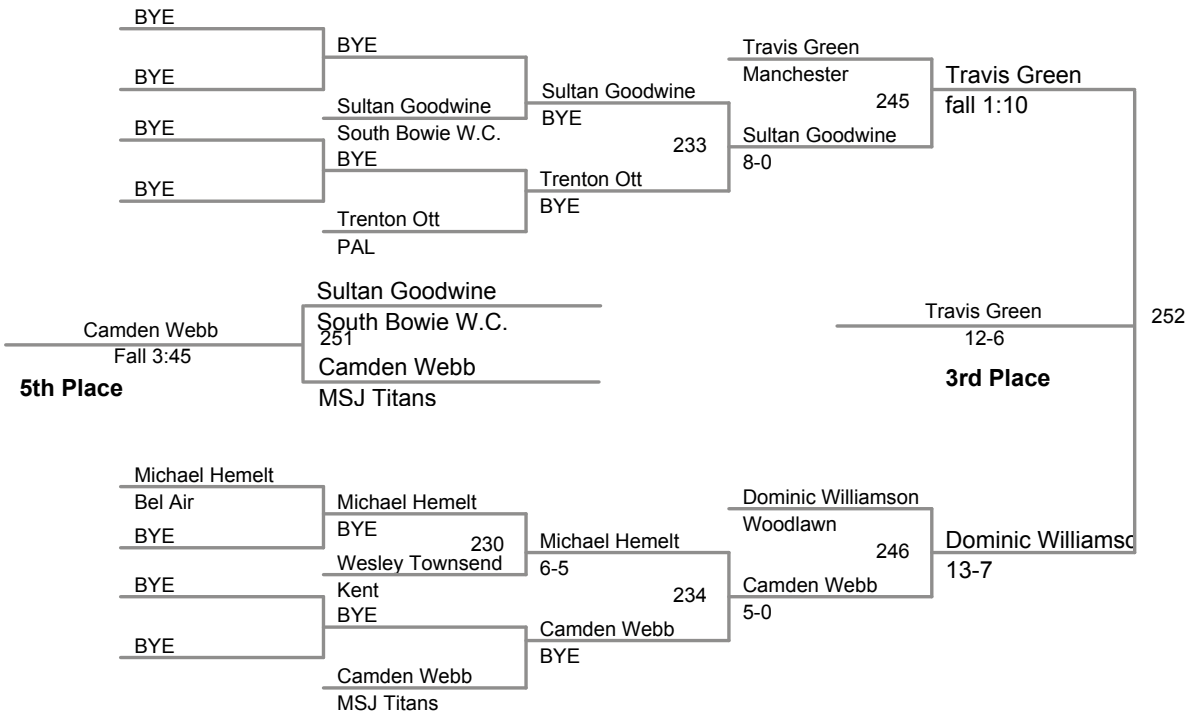 BYE
BYE
BYE
Travis Green
Manchester
Travis Green
fall 1:10
245
Sultan Goodwine
South Bowie W.C.
Sultan Goodwine
BYE
BYE
BYE
233
Sultan Goodwine
8-0
BYE
Trenton Ott
BYE
Trenton Ott
PAL
Sultan Goodwine
South Bowie W.C.
251
Camden Webb
MSJ Titans
Camden Webb
Fall 3:45
5th Place
Travis Green
12-6
3rd Place
252
Michael Hemelt
Bel Air
BYE
Michael Hemelt
BYE
230
Wesley Townsend
Kent
Michael Hemelt
6-5
Dominic Williamson
Woodlawn
246
Dominic Williamso
13-7
BYE
BYE
234
Camden Webb
5-0
BYE
Camden Webb
BYE
Camden Webb
MSJ Titans